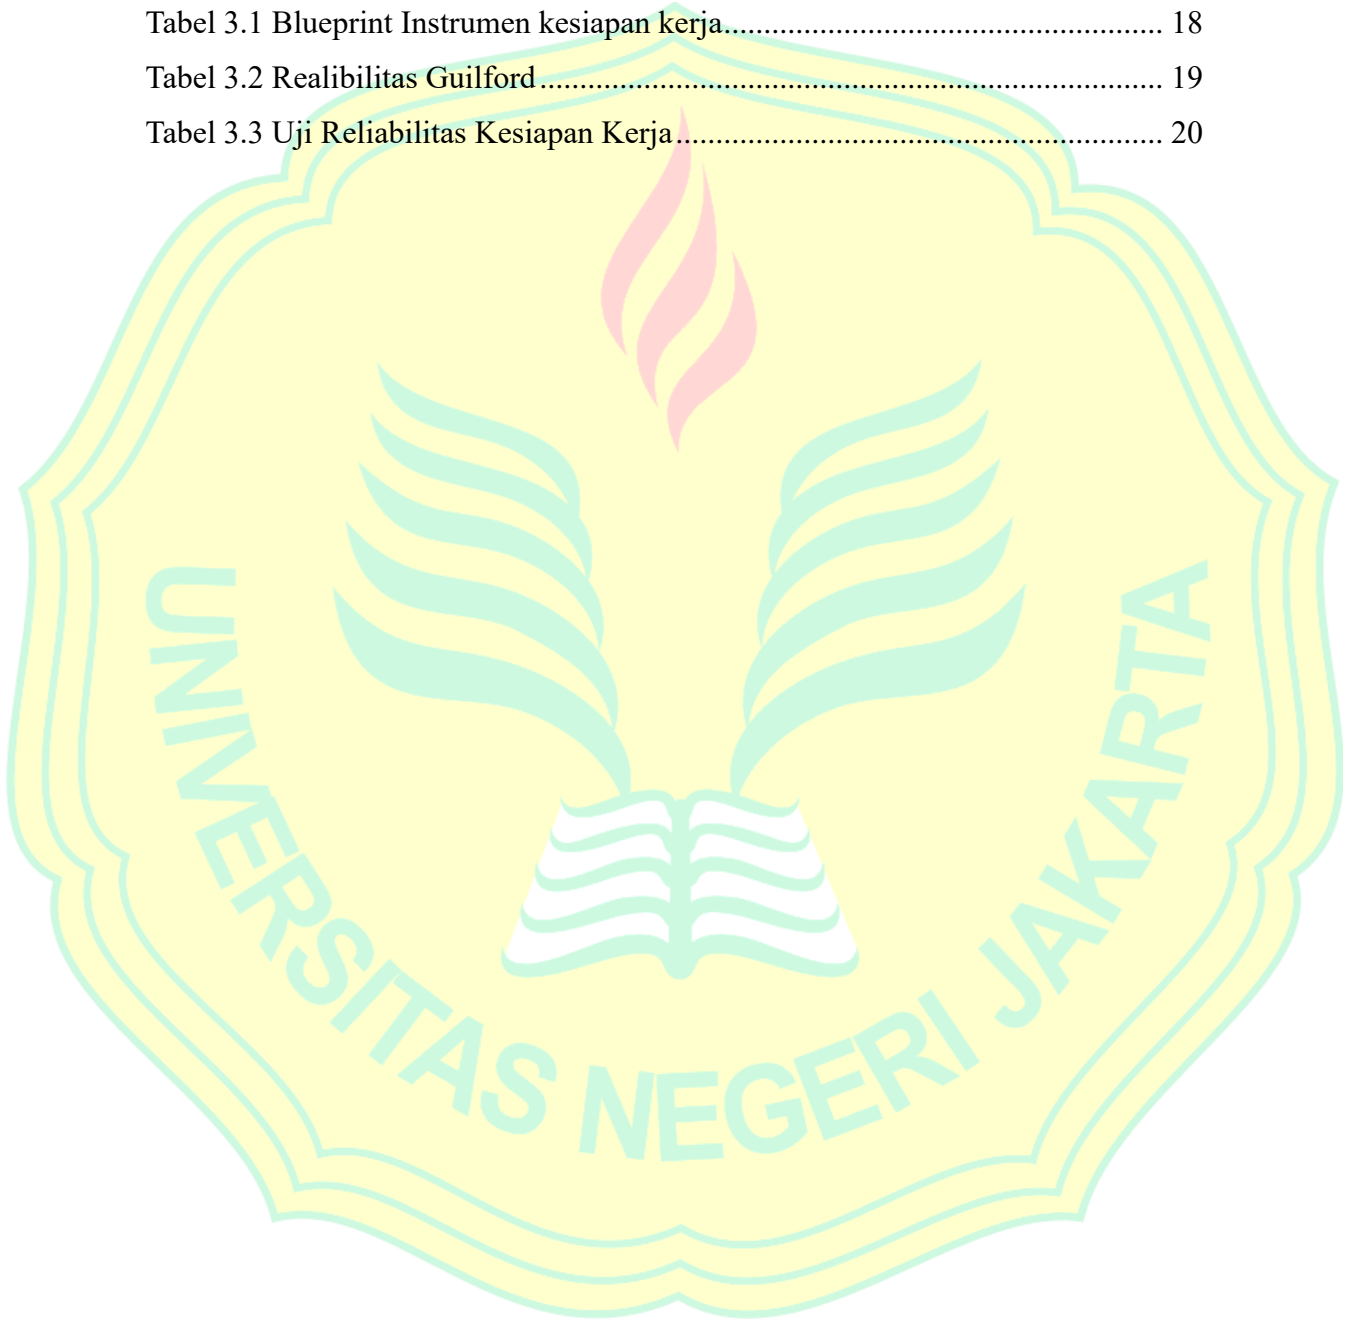 Tabel 3.1 Blueprint Instrumen kesiapan kerja....................................................... 18
Tabel 3.2 Realibilitas Guilford.............................................................................. 19
Tabel 3.3 Uji Reliabilitas Kesiapan Kerja............................................................. 20
UNIVERSITAS NEGERI JAKARTA